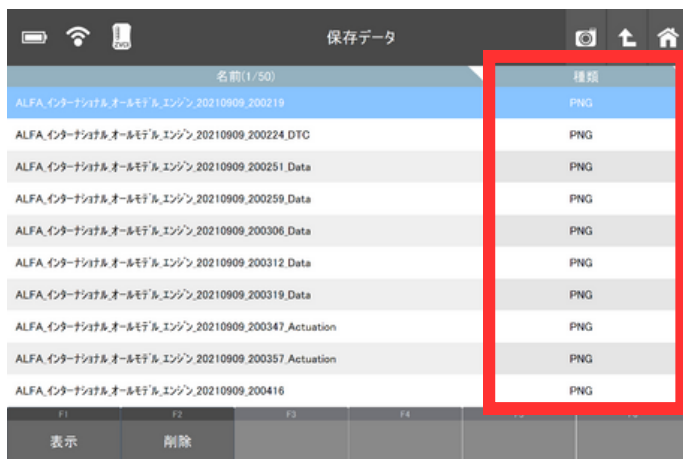 ZVCI
保存データ
名前(1/50)
種類
ALFA_インターナショナル_オールモデル_エンジン_20210909_200219
PNG
ALFA_インターナショナル_オールモデル_エンジン_20210909_200224_DTC
PNG
ALFA_インターナショナル_オールモデル_エンジン_20210909_200251_Data
PNG
ALFA_インターナショナル_オールモデル_エンジン_20210909_200259_Data
PNG
ALFA_インターナショナル_オールモデル_エンジン_20210909_200306_Data
PNG
ALFA_インターナショナル_オールモデル_エンジン_20210909_200312_Data
PNG
ALFA_インターナショナル_オールモデル_エンジン_20210909_200319_Data
PNG
ALFA_インターナショナル_オールモデル_エンジン_20210909_200347_Actuation
PNG
ALFA_インターナショナル_オールモデル_エンジン_20210909_200357_Actuation
PNG
ALFA_インターナショナル_オールモデル_エンジン_20210909_200416
PNG
F1
F2
F3
F4
表示
削除